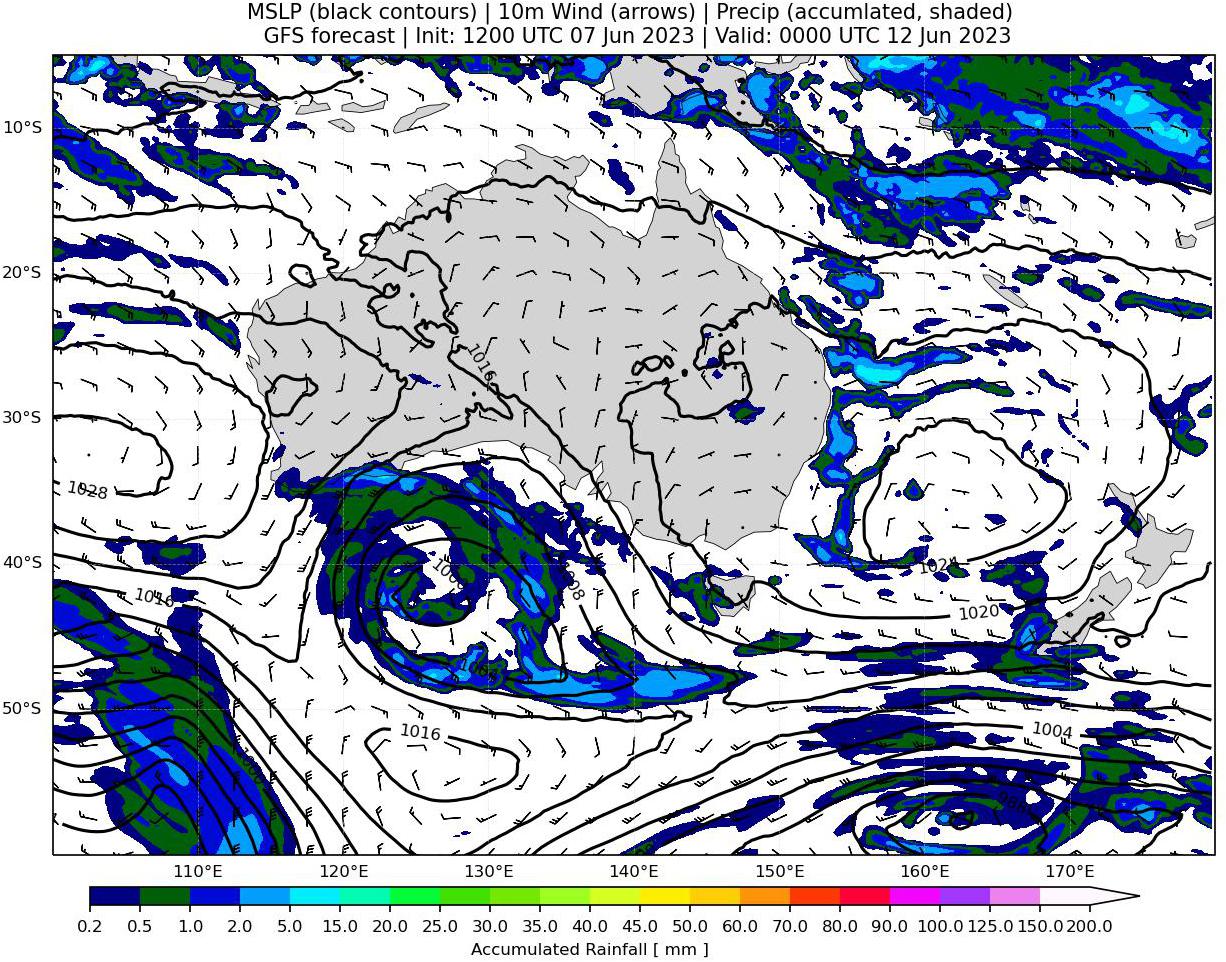 MSLP (black contours) | 10m Wind (arrows) | Precip (accumlated, shaded)
GFS forecast | Init: 1200 UTC 07 Jun 2023 | Valid: 0000 UTC 12 Jun 2023
10°S
20°S
1016
30°S
1028
40°S
1024
1008
1016
1020
1004
50°S
1016
1004
110°E 120°E 130°E 140°E 150°E 160°E 170°E
0.2 0.5 1.0 2.0 5.0 15.0 20.0 25.0 30.0 35.0 40.0 45.0 50.0 60.0 70.0 80.0 90.0 100.0 125.0 150.0 200.0
Accumulated Rainfall [ mm ]